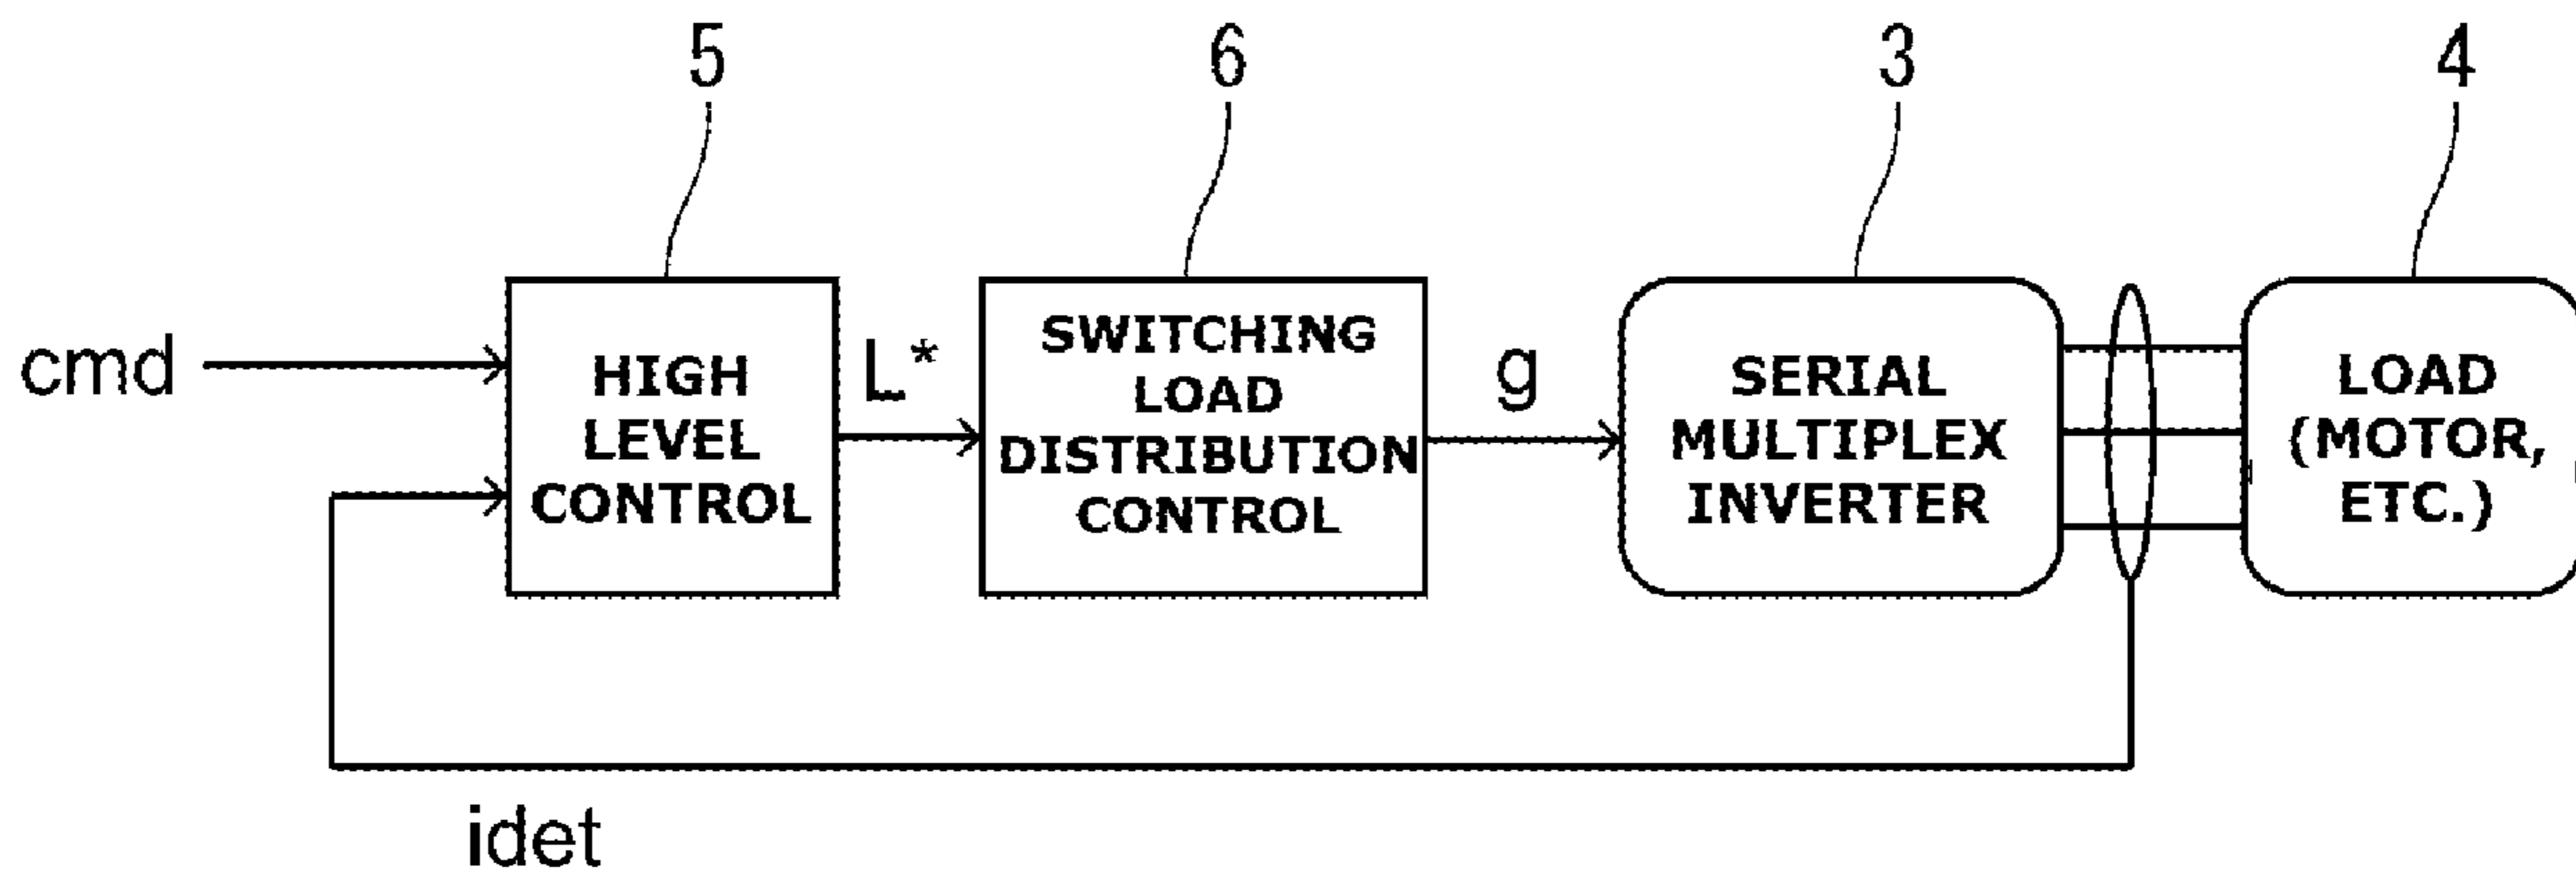 5
6
3
4
cmd
HIGH
LEVEL
CONTROL
L*
SWITCHING
LOAD
DISTRIBUTION
CONTROL
g
SERIAL
MULTIPLEX
INVERTER
LOAD
(MOTOR,
ETC.)
idet